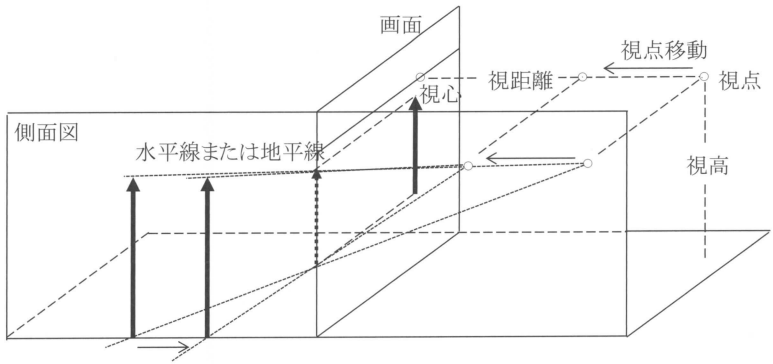 画面
視点移動
視距離
視点
視心
側面図
水平線または地平線
視高